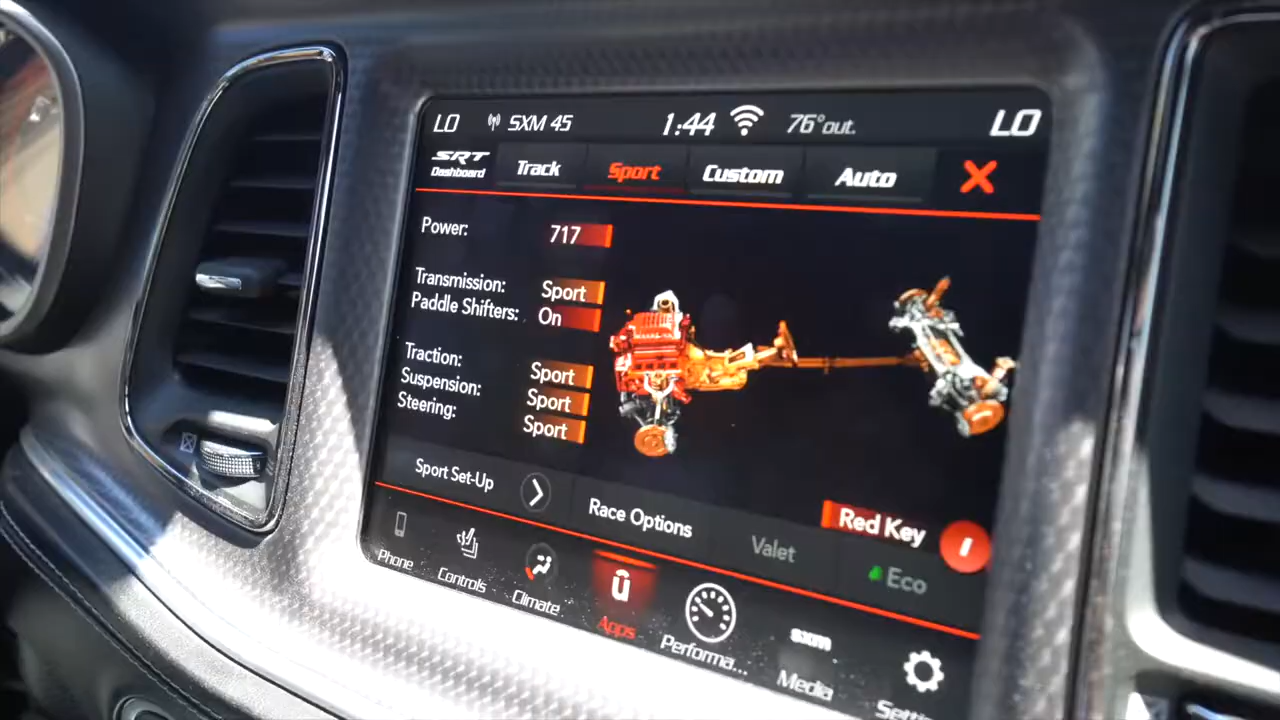 LO SXM 45 1:44 76° out. LO
SRT Dashboard Track Sport Custom Auto X
Power: 717
Transmission: Sport
Paddle Shifters: On
Traction: Sport
Suspension: Sport
Steering: Sport
Sport Set-Up > Race Options Valet Red Key
Eco
Phone Controls Climate Apps Performa... sxm Media